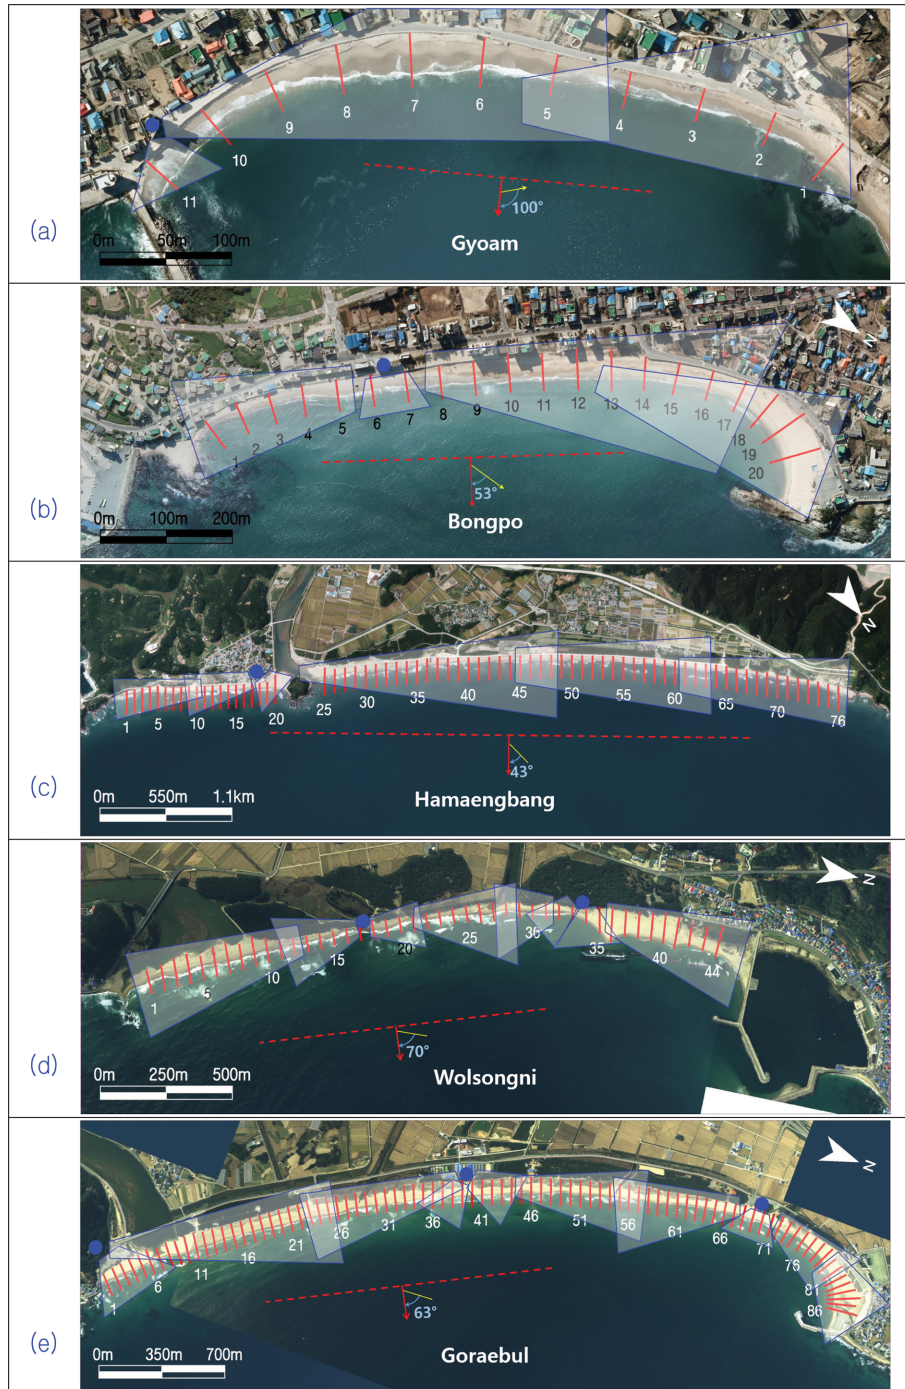 (a)
N
1
2
3
4
5
6
7
8
9
10
11
100°
Gyoam
0m 50m 100m
(b)
N
1
2
3
4
5
6
7
8
9
10
11
12
13
14
15
16
17
18
19
20
53°
Bongpo
0m 100m 200m
(c)
N
1 5 10 15 20 25 30 35 40 45 50 55 60 65 70 76
43°
Hamaengbang
0m 550m 1.1km
(d)
N
1 5 10 15 20 25 30 35 40 44
70°
Wolsongni
0m 250m 500m
(e)
N
1 6 11 16 21 26 31 36 41 46 51 56 61 66 71 76 81 86
63°
Goraebul
0m 350m 700m